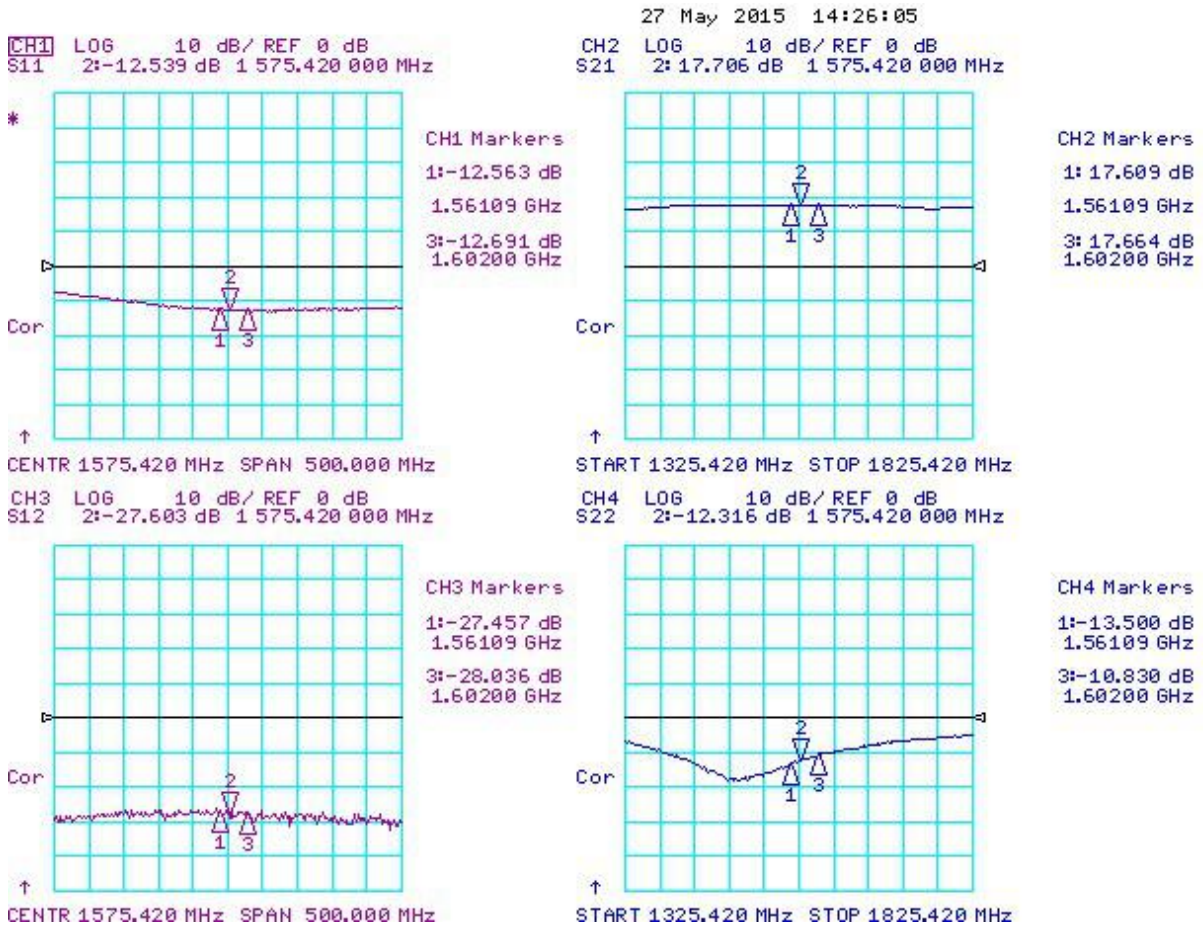 27 May 2015 14:26:05
CH1 LOG 10 dB/ REF 0 dB
S11 2:-12.539 dB 1 575.420 000 MHz
*
CH1 Markers
1:-12.563 dB
1.56109 GHz
3:-12.691 dB
1.60200 GHz
2
1 3
Cor
↑
CENTR 1575.420 MHz SPAN 500.000 MHz
CH2 LOG 10 dB/ REF 0 dB
S21 2: 17.706 dB 1 575.420 000 MHz
CH2 Markers
1: 17.609 dB
1.56109 GHz
3: 17.664 dB
1.60200 GHz
2
1 3
Cor
↑
START 1325.420 MHz STOP 1825.420 MHz
CH3 LOG 10 dB/ REF 0 dB
S12 2:-27.603 dB 1 575.420 000 MHz
CH3 Markers
1:-27.457 dB
1.56109 GHz
3:-28.036 dB
1.60200 GHz
2
1 3
Cor
↑
CENTR 1575.420 MHz SPAN 500.000 MHz
CH4 LOG 10 dB/ REF 0 dB
S22 2:-12.316 dB 1 575.420 000 MHz
CH4 Markers
1:-13.500 dB
1.56109 GHz
3:-10.830 dB
1.60200 GHz
2
1 3
Cor
↑
START 1325.420 MHz STOP 1825.420 MHz